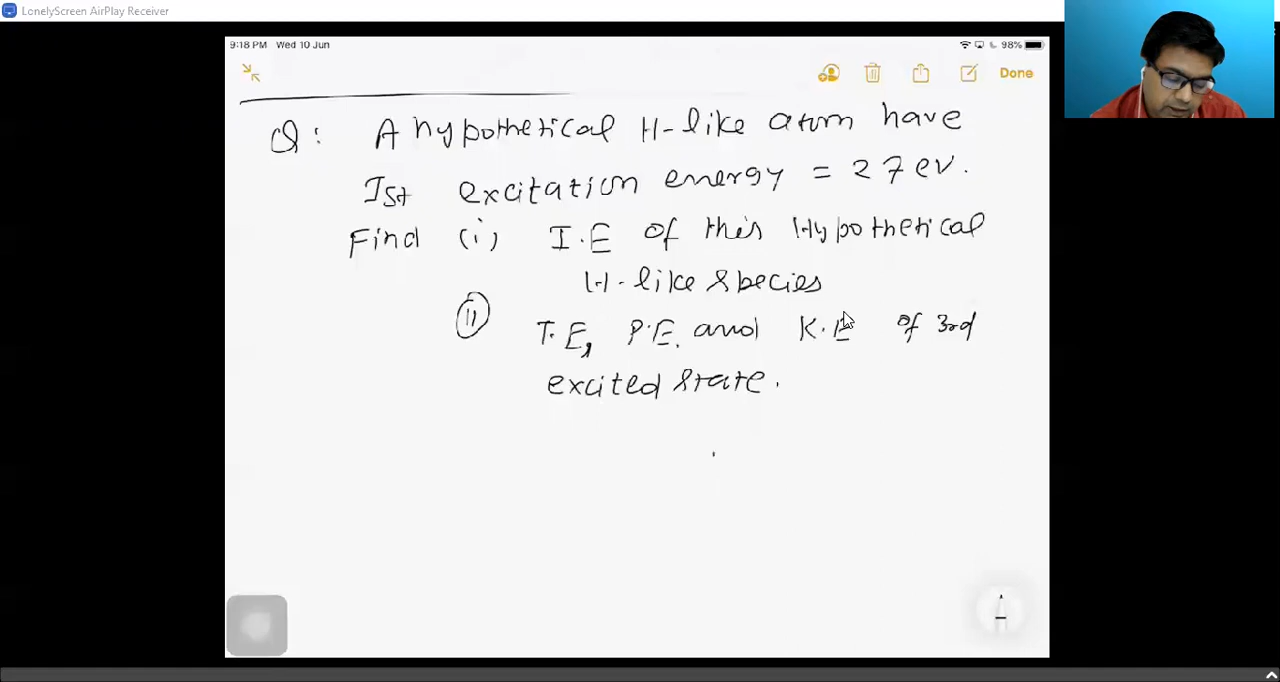 LonelyScreen AirPlay Receiver
9:18 PM Wed 10 Jun
98%
Done
Q: A hypothetical H-like atom have
Ist excitation energy = 27 ev.
Find (i) I.E of this Hypothetical
H-like species
(ii) T.E, P.E. and K.E of 3rd
excited state.